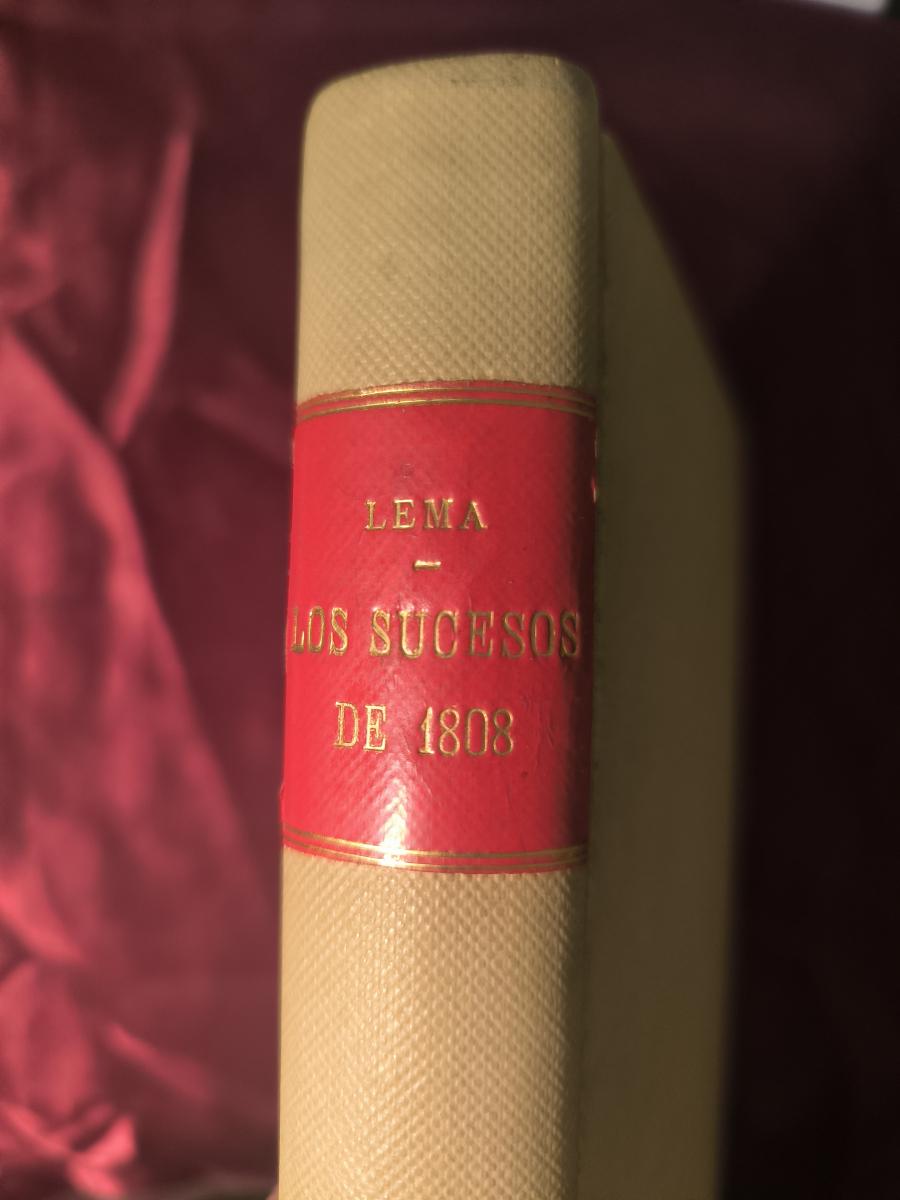 LEMA
–
LOS SUCESOS
DE 1808